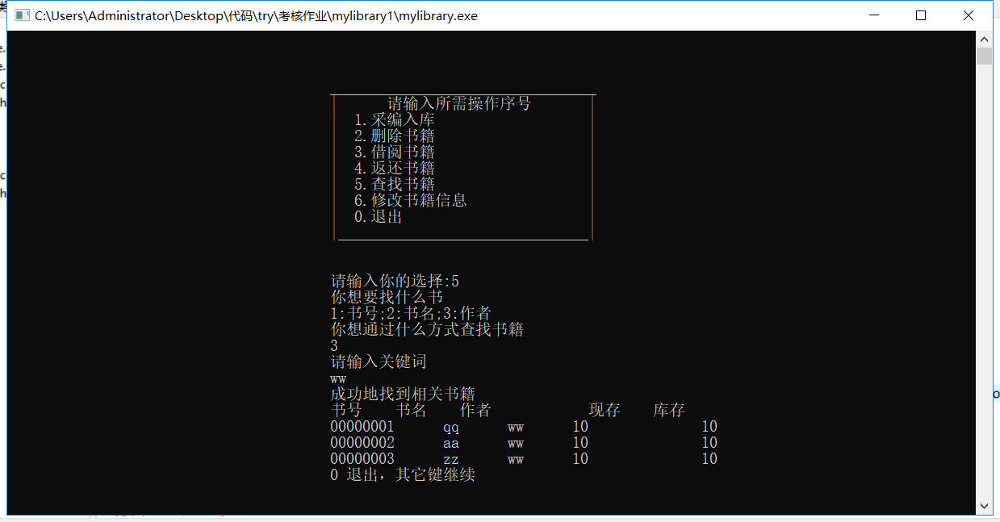 C:\Users\Administrator\Desktop\代码\try\考核作业\mylibrary1\mylibrary.exe
请输入所需操作序号
1.采编入库
2.删除书籍
3.借阅书籍
4.返还书籍
5.查找书籍
6.修改书籍信息
0.退出
请输入你的选择:5
你想要找什么书
1:书号;2:书名;3:作者
你想通过什么方式查找书籍
3
请输入关键词
ww
成功地找到相关书籍
书号 书名 作者 现存 库存
00000001 qq ww 10 10
00000002 aa ww 10 10
00000003 zz ww 10 10
0 退出，其它键继续